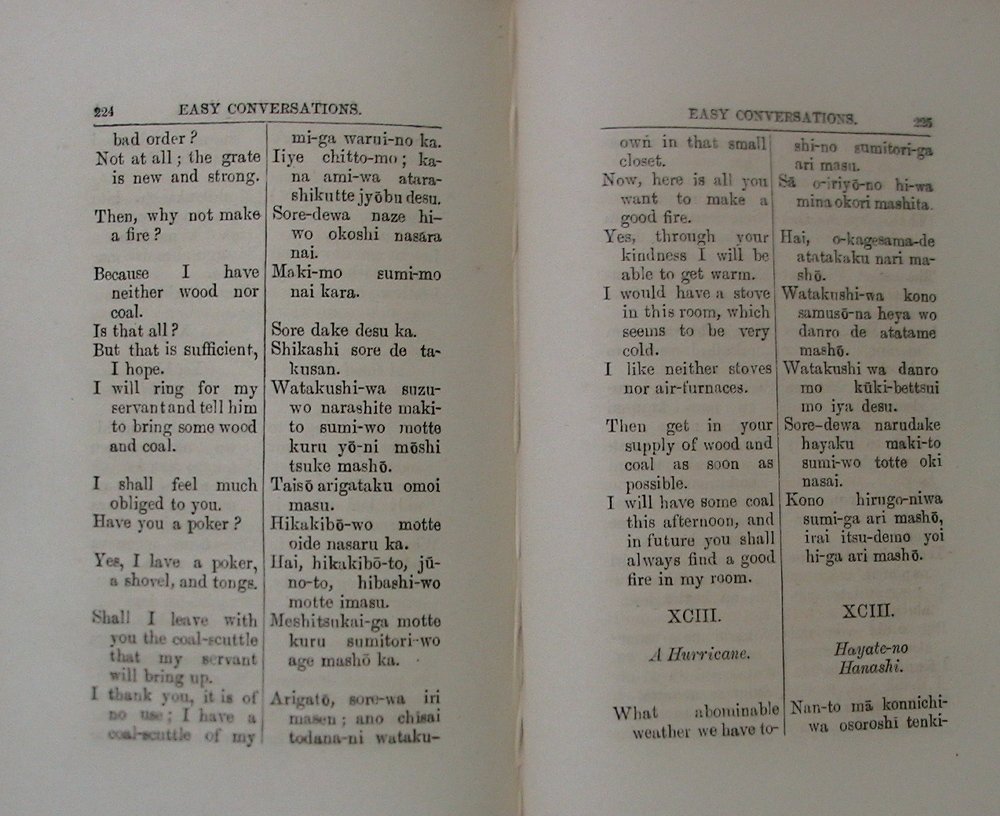 224 EASY CONVERSATIONS.
bad order?
Not at all; the grate
is new and strong.
Then, why not make
a fire?
Because I have
neither wood nor
coal.
Is that all?
But that is sufficient,
I hope.
I will ring for my
servant and tell him
to bring some wood
and coal.
I shall feel much
obliged to you.
Have you a poker?
Yes, I lave a poker,
a shovel, and tongs.
Shall I leave with
you the coal-scuttle
that my servant
will bring up.
I thank you, it is of
no use; I have a
coal-scuttle of my
mi-ga warui-no ka.
Iiye chitto-mo; ka-
na ami-wa atara-
shikutte jyōbu desu.
Sore-dewa naze hi-
wo okoshi nasāra
nai.
Maki-mo sumi-mo
nai kara.
Sore dake desu ka.
Shikashi sore de ta-
kusan.
Watakushi-wa suzu-
wo narashite maki-
to sumi-wo motte
kuru yō-ni mōshi
tsuke mashō.
Taisō arigataku omoi
masu.
Hikakibō-wo motte
oide nasaru ka.
Hai, hikakibō-to, jū-
no-to, hibashi-wo
motte imasu.
Meshitsukai-ga motte
kuru sumitori-wo
age mashō ka.
Arigatō, sore-wa iri
masen; ano chisai
todana-ni wataku-
EASY CONVERSATIONS. 225
own in that small
closet.
Now, here is all you
want to make a
good fire.
Yes, through your
kindness I will be
able to get warm.
I would have a stove
in this room, which
seems to be very
cold.
I like neither stoves
nor air-furnaces.
Then get in your
supply of wood and
coal as soon as
possible.
I will have some coal
this afternoon, and
in future you shall
always find a good
fire in my room.
XCIII.
A Hurricane.
What abominable
weather we have to-
shi-no sumitori-ga
ari masu.
Sā o-iriyō-no hi-wa
mina okori mashita.
Hai, o-kagesama-de
atatakaku nari ma-
shō.
Watakushi-wa kono
samusō-na heya wo
danro de atatame
mashō.
Watakushi wa danro
mo kūki-bettsui
mo iya desu.
Sore-dewa narudake
hayaku maki-to
sumi-wo totte oki
nasai.
Kono hirugo-niwa
sumi-ga ari mashō,
irai itsu-demo yoi
hi-ga ari mashō.
XCIII.
Hayate-no
Hanashi.
Nan-to mā konnichi-
wa osoroshi tenki-